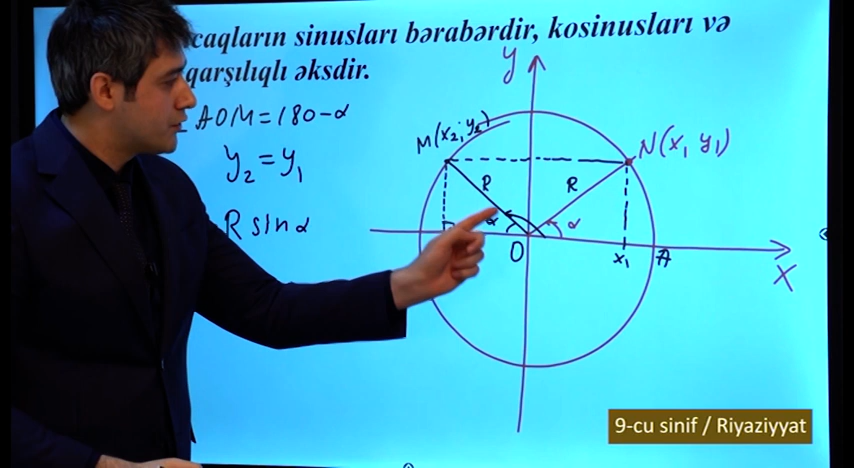 caqların sinusları bərabərdir, kosinusları və
qarşılıqlı əksdir.
AOM=180-α
y₂=y₁
R sinα
y
M(x₂; y₂)
N(x₁ y₁)
R
R
α
α
O
x₁
A
X
9-cu sinif / Riyaziyyat